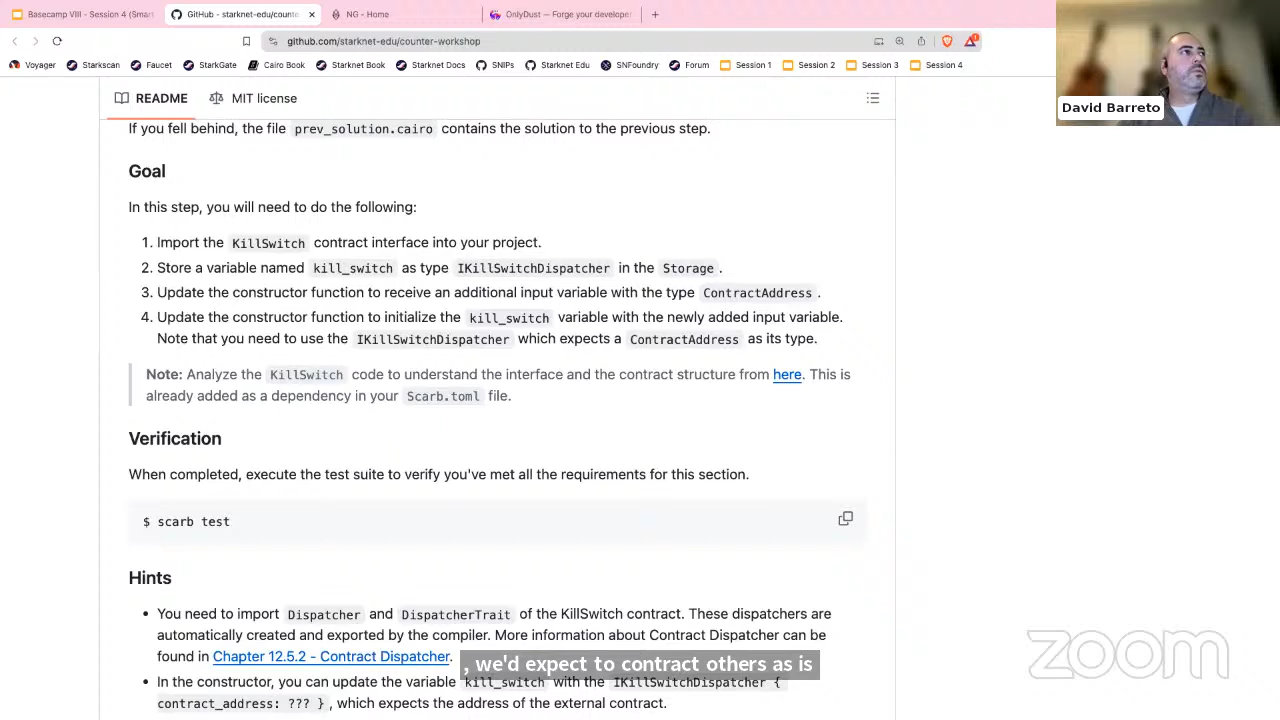 Basecamp VIII - Session 4 (Smar
GitHub - starknet-edu/counte
NG - Home
OnlyDust — Forge your develope
github.com/starknet-edu/counter-workshop
Voyager
Starkscan
Faucet
StarkGate
Cairo Book
Starknet Book
Starknet Docs
SNIPs
Starknet Edu
SNFoundry
Forum
Session 1
Session 2
Session 3
Session 4
David Barreto
README
MIT license
If you fell behind, the file prev_solution.cairo contains the solution to the previous step.
Goal
In this step, you will need to do the following:
1. Import the KillSwitch contract interface into your project.
2. Store a variable named kill_switch as type IKillSwitchDispatcher in the Storage.
3. Update the constructor function to receive an additional input variable with the type ContractAddress.
4. Update the constructor function to initialize the kill_switch variable with the newly added input variable.
Note that you need to use the IKillSwitchDispatcher which expects a ContractAddress as its type.
Note: Analyze the KillSwitch code to understand the interface and the contract structure from here. This is
already added as a dependency in your Scarb.toml file.
Verification
When completed, execute the test suite to verify you've met all the requirements for this section.
$ scarb test
Hints
• You need to import Dispatcher and DispatcherTrait of the KillSwitch contract. These dispatchers are
automatically created and exported by the compiler. More information about Contract Dispatcher can be
found in Chapter 12.5.2 - Contract Dispatcher.
, we'd expect to contract others as is
• In the constructor, you can update the variable kill_switch with the IKillSwitchDispatcher {
contract_address: ??? }, which expects the address of the external contract.
zoom